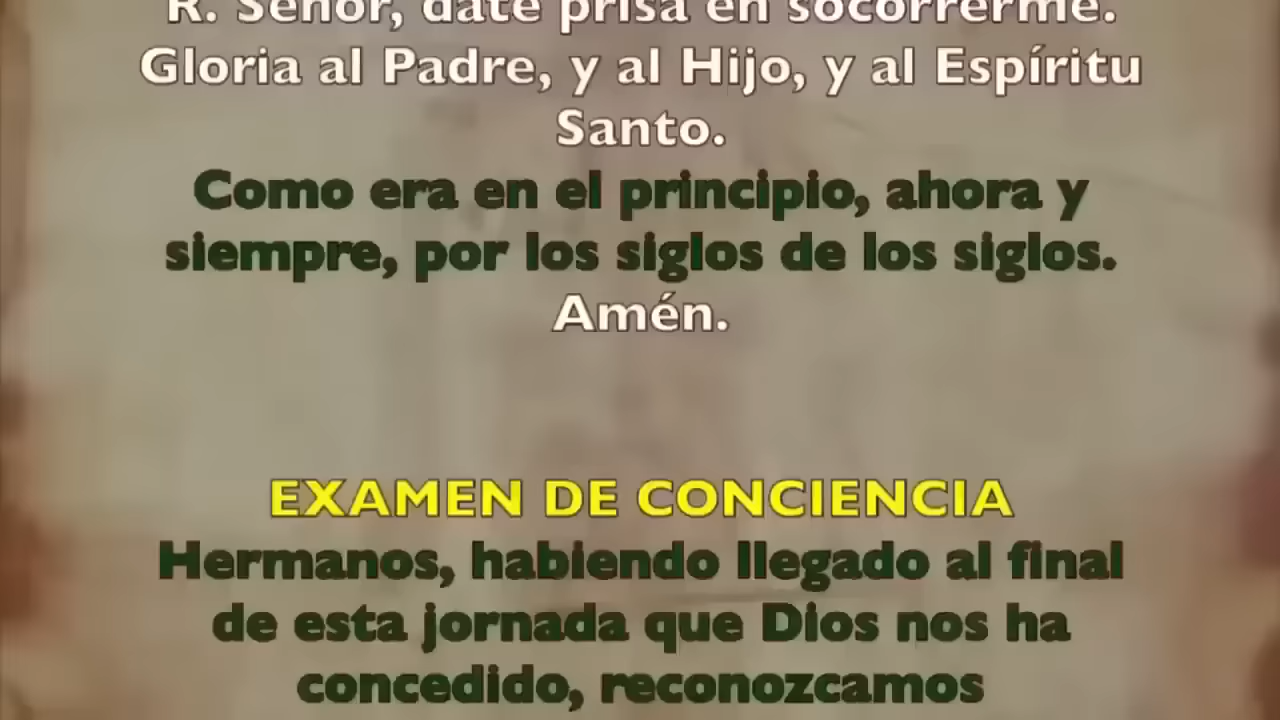 R. Señor, date prisa en socorrerme.
Gloria al Padre, y al Hijo, y al Espíritu
Santo.
Como era en el principio, ahora y
siempre, por los siglos de los siglos.
Amén.
EXAMEN DE CONCIENCIA
Hermanos, habiendo llegado al final
de esta jornada que Dios nos ha
concedido, reconozcamos